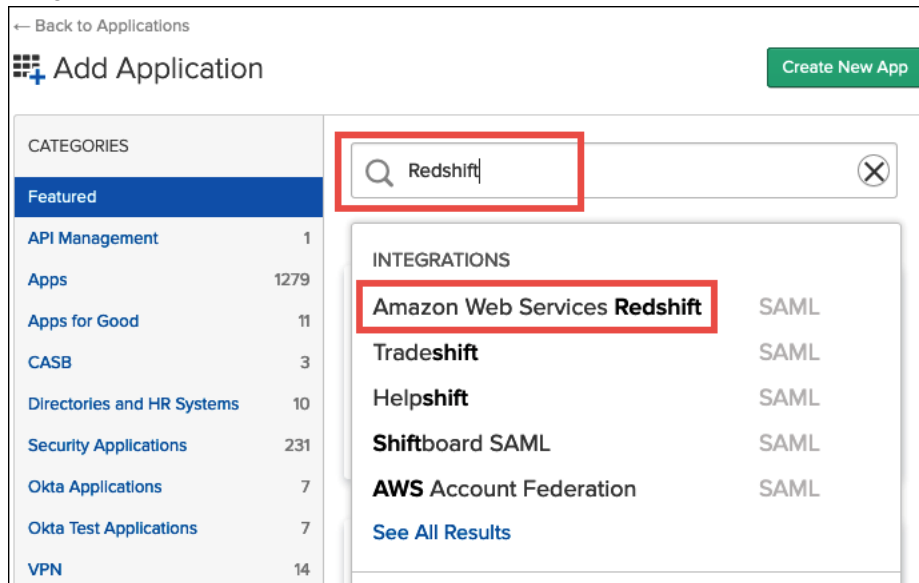 ← Back to Applications
Add Application
Create New App
CATEGORIES
Featured
API Management 1
Apps 1279
Apps for Good 11
CASB 3
Directories and HR Systems 10
Security Applications 231
Okta Applications 7
Okta Test Applications 7
VPN 14
Redshift
INTEGRATIONS
Amazon Web Services Redshift SAML
Tradeshift SAML
Helpshift SAML
Shiftboard SAML SAML
AWS Account Federation SAML
See All Results